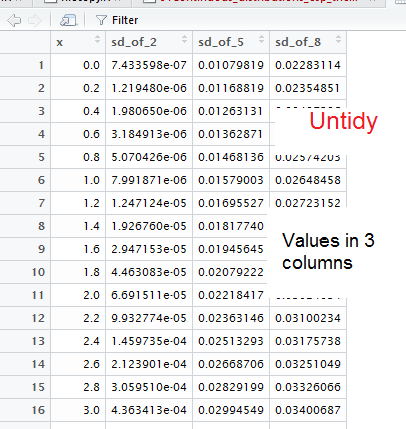 Filter
x sd_of_2 sd_of_5 sd_of_8
1 0.0 7.433598e-07 0.01079819 0.02283114
2 0.2 1.219480e-06 0.01168819 0.02354851
3 0.4 1.980650e-06 0.01263131
Untidy
4 0.6 3.184913e-06 0.01362871
5 0.8 5.070426e-06 0.01468136 0.02574203
6 1.0 7.991871e-06 0.01579003 0.02648458
7 1.2 1.247124e-05 0.01695527 0.02723152
8 1.4 1.926760e-05 0.01817740
Values in 3
9 1.6 2.947153e-05 0.01945645
columns
10 1.8 4.463083e-05 0.02079222
11 2.0 6.691511e-05 0.02218417
12 2.2 9.932774e-05 0.02363146 0.03100234
13 2.4 1.459735e-04 0.02513293 0.03175738
14 2.6 2.123901e-04 0.02668706 0.03251049
15 2.8 3.059510e-04 0.02829199 0.03326066
16 3.0 4.363413e-04 0.02994549 0.03400687